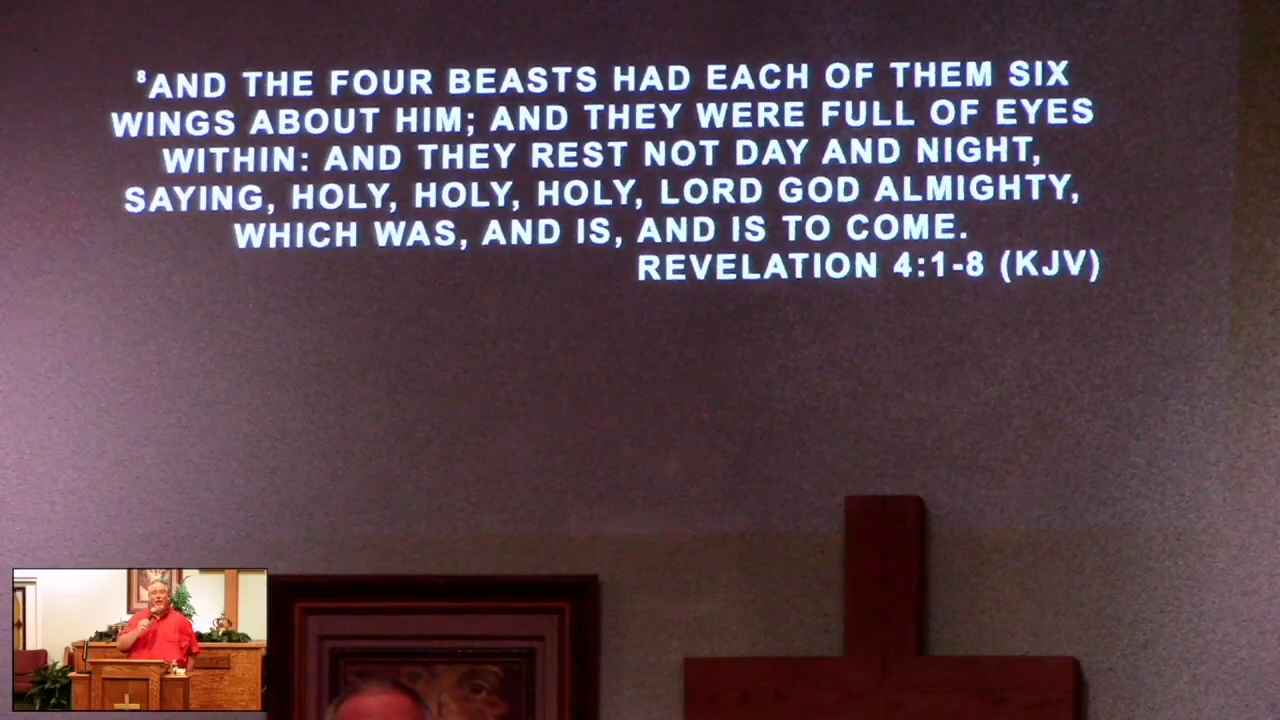 ⁸AND THE FOUR BEASTS HAD EACH OF THEM SIX
WINGS ABOUT HIM; AND THEY WERE FULL OF EYES
WITHIN: AND THEY REST NOT DAY AND NIGHT,
SAYING, HOLY, HOLY, HOLY, LORD GOD ALMIGHTY,
WHICH WAS, AND IS, AND IS TO COME.
REVELATION 4:1-8 (KJV)